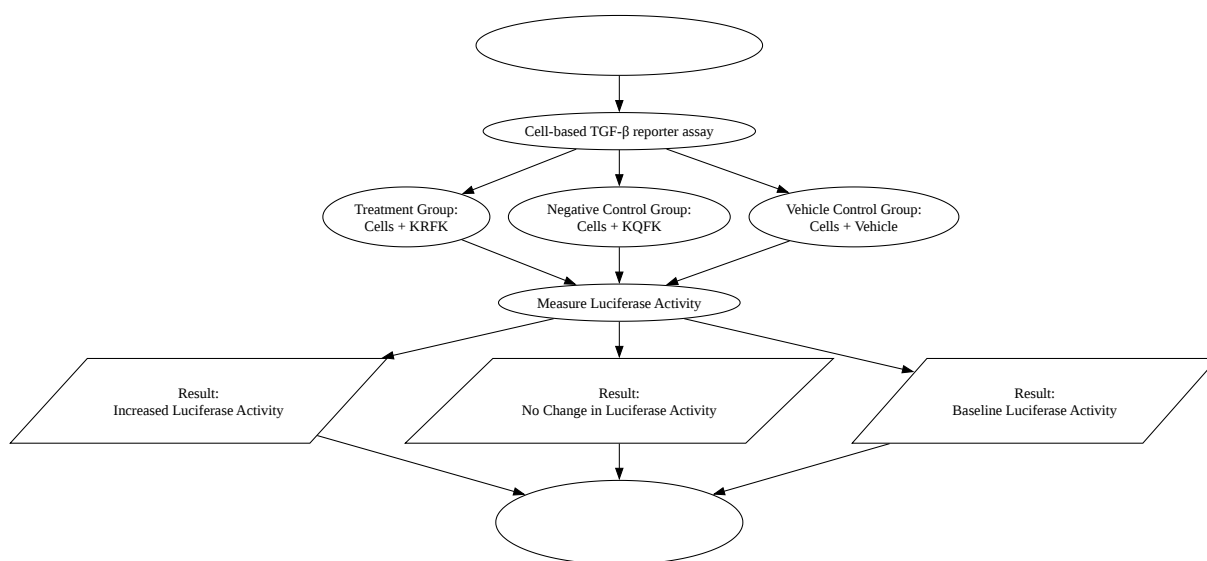 Cell-based TGF-β reporter assay
Treatment Group:
Cells + KRFK
Negative Control Group:
Cells + KQFK
Vehicle Control Group:
Cells + Vehicle
Measure Luciferase Activity
Result:
Increased Luciferase Activity
Result:
No Change in Luciferase Activity
Result:
Baseline Luciferase Activity